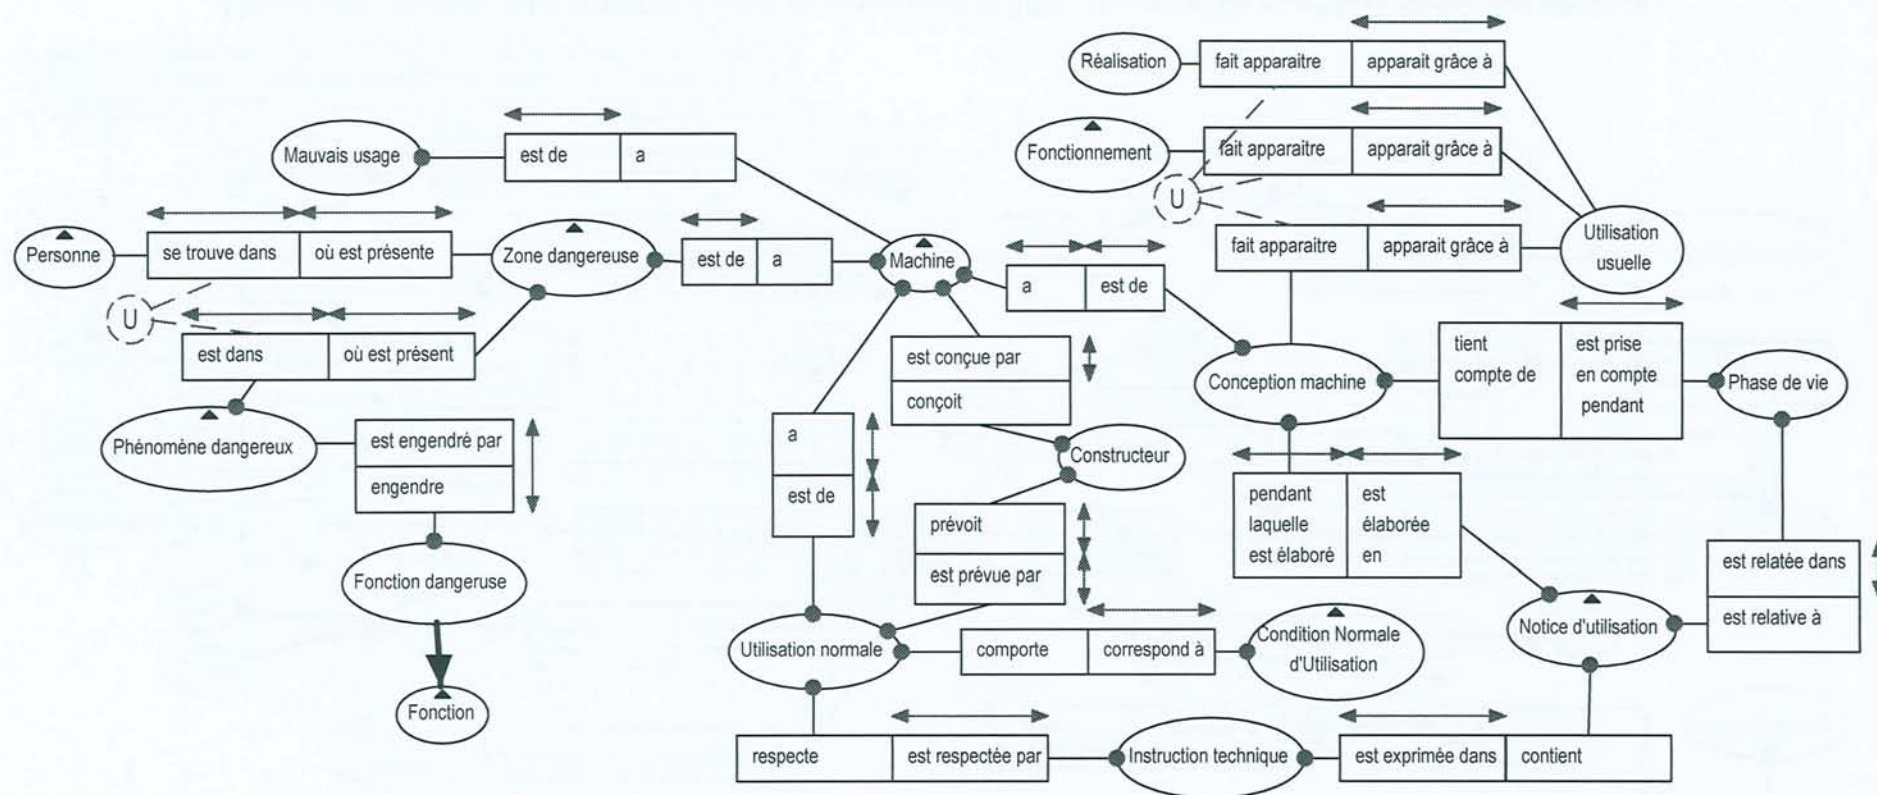 Réalisation
fait apparaitre
apparait grâce à
Mauvais usage
est de
a
Fonctionnement
fait apparaitre
apparait grâce à
U
Personne
se trouve dans
où est présente
Zone dangereuse
est de
a
Machine
a
est de
fait apparaitre
apparait grâce à
Utilisation
usuelle
U
est dans
où est présent
est conçue par
conçoit
Conception machine
tient
compte de
est prise
en compte
pendant
Phase de vie
Phénomène dangereux
est engendré par
engendre
a
est de
Constructeur
pendant
laquelle
est élaboré
est
élaborée
en
prévoit
est prévue par
Fonction dangeruse
est relatée dans
est relative à
Utilisation normale
comporte
correspond à
Condition Normale
d'Utilisation
Notice d'utilisation
Fonction
respecte
est respectée par
Instruction technique
est exprimée dans
contient